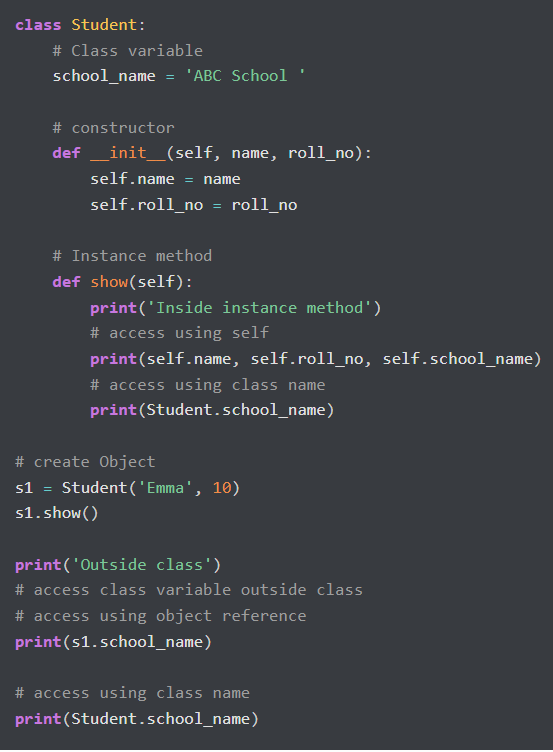 class Student:
    # Class variable
    school_name = 'ABC School '

    # constructor
    def __init__(self, name, roll_no):
        self.name = name
        self.roll_no = roll_no

    # Instance method
    def show(self):
        print('Inside instance method')
        # access using self
        print(self.name, self.roll_no, self.school_name)
        # access using class name
        print(Student.school_name)

# create Object
s1 = Student('Emma', 10)
s1.show()

print('Outside class')
# access class variable outside class
# access using object reference
print(s1.school_name)

# access using class name
print(Student.school_name)